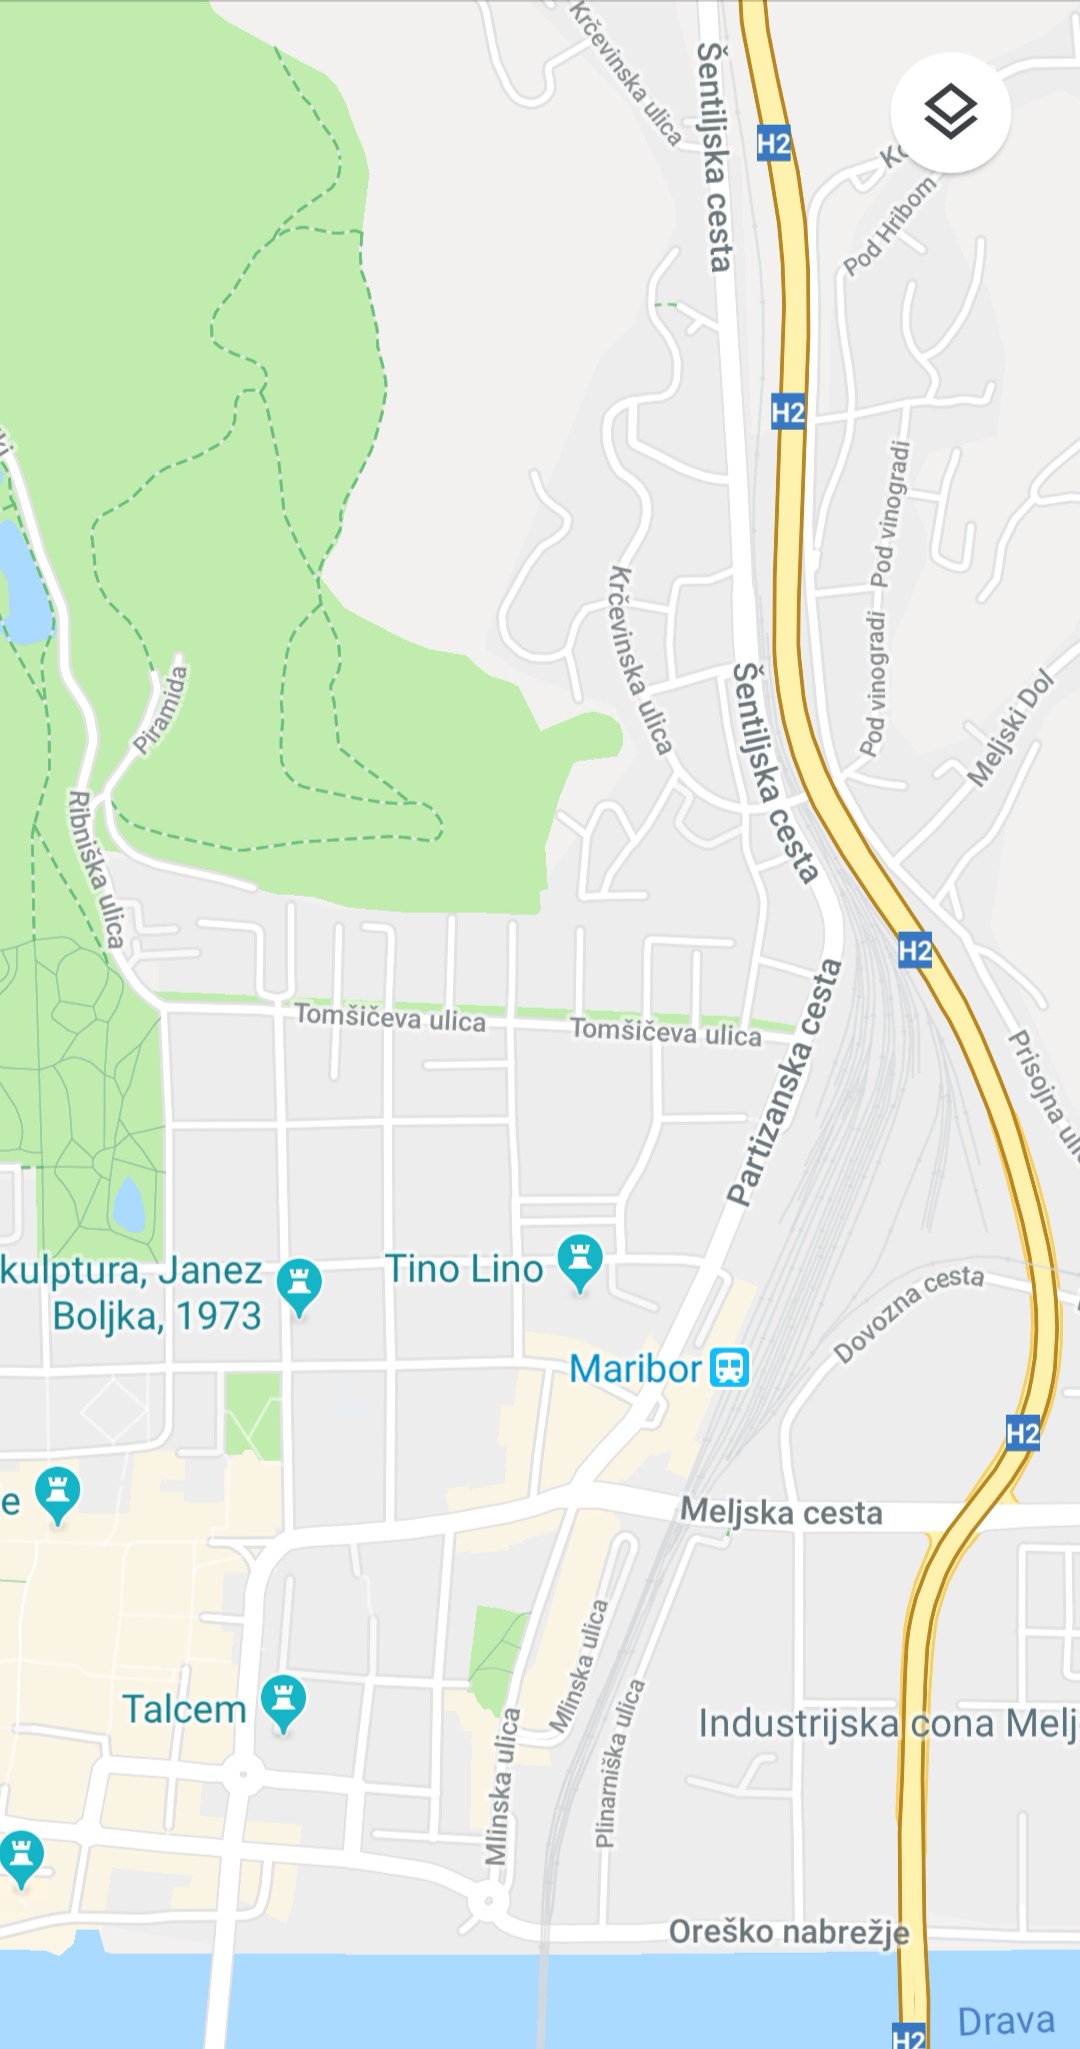 Krčevinska ulica
Šentiljska cesta
H2
Pod Hribom
H2
Pod vinogradi
Krčevinska ulica
Pod vinogradi
Šentiljska cesta
Meljski Dol
Piramida
Ribniška ulica
H2
Tomšičeva ulica
Tomšičeva ulica
Partizanska cesta
Prisojna
kulptura, Janez
Boljka, 1973
Tino Lino
Dovozna cesta
Maribor
H2
e
Meljska cesta
Mlinska ulica
Talcem
Plinarniška ulica
Industrijska cona Melj
Mlinska ulica
Oreško nabrežje
Drava
H2